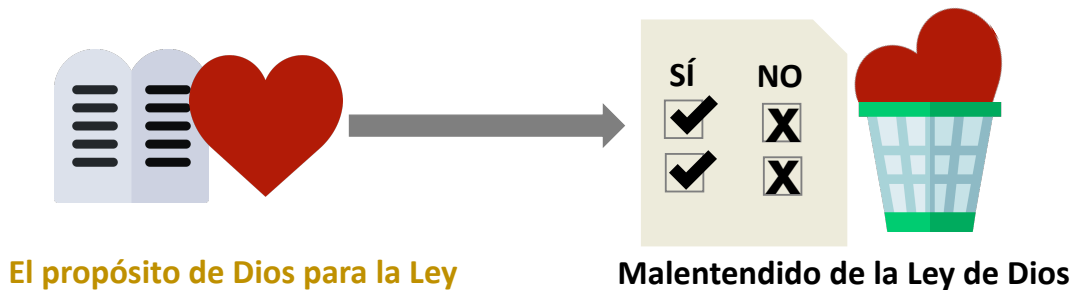 SÍ NO
El propósito de Dios para la Ley
Malentendido de la Ley de Dios